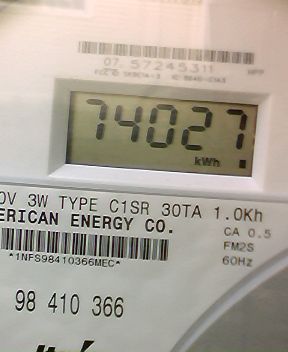 07 57245311
74027
kWh
0V 3W TYPE C1SR 30TA 1.0Kh
ERICAN ENERGY CO.
CA 0.5
FM2S
60Hz
*1NFS98410366MEC*
98 410 366